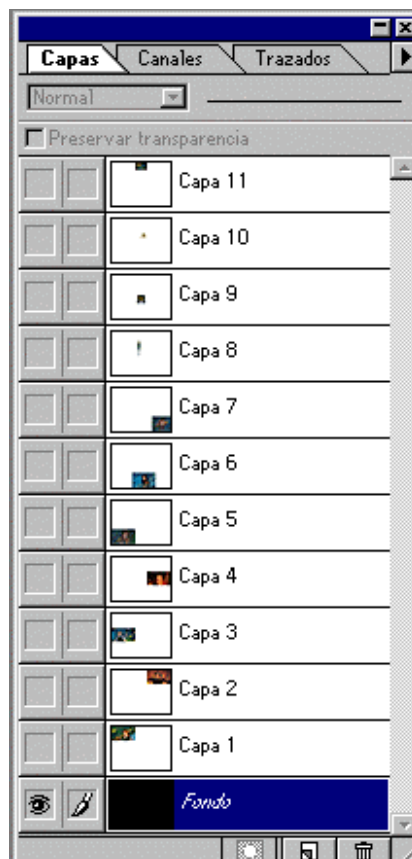 Capas Canales Trazados
Normal
Preservar transparencia
Capa 11
Capa 10
Capa 9
Capa 8
Capa 7
Capa 6
Capa 5
Capa 4
Capa 3
Capa 2
Capa 1
Fondo